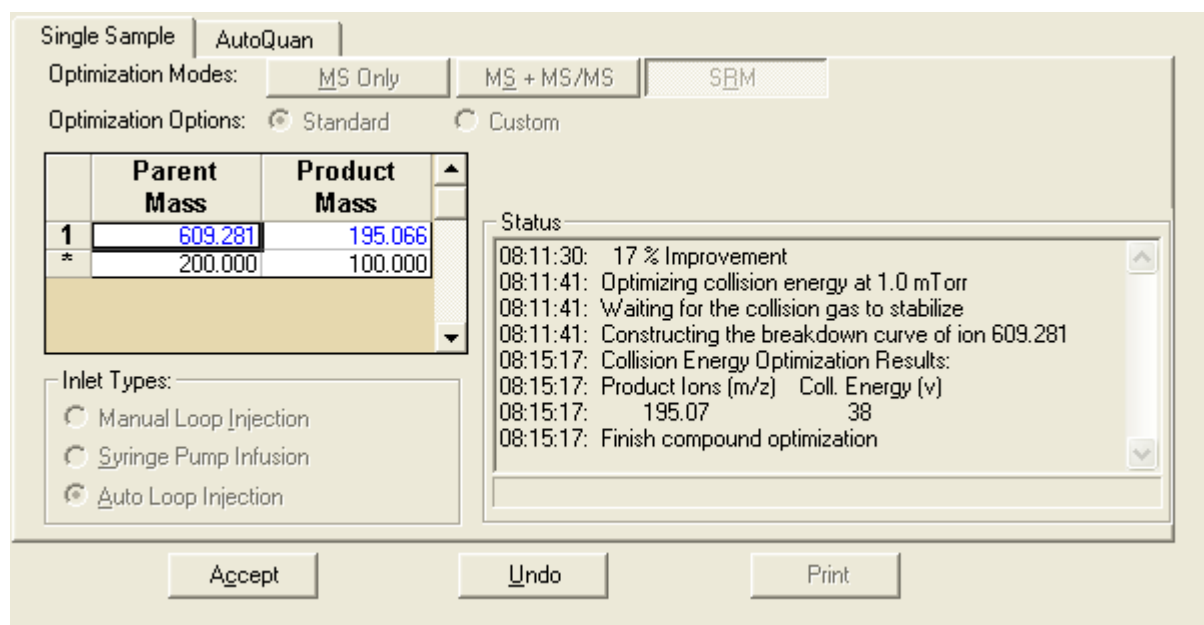 Single Sample AutoQuan
Optimization Modes: MS Only MS + MS/MS SRM
Optimization Options: Standard Custom
Parent Mass Product Mass
1 609.281 195.066
* 200.000 100.000
Inlet Types:
Manual Loop Injection
Syringe Pump Infusion
Auto Loop Injection
Status
08:11:30: 17 % Improvement
08:11:41: Optimizing collision energy at 1.0 mTorr
08:11:41: Waiting for the collision gas to stabilize
08:11:41: Constructing the breakdown curve of ion 609.281
08:15:17: Collision Energy Optimization Results:
08:15:17: Product Ions (m/z) Coll. Energy (v)
08:15:17: 195.07 38
08:15:17: Finish compound optimization
Accept Undo Print